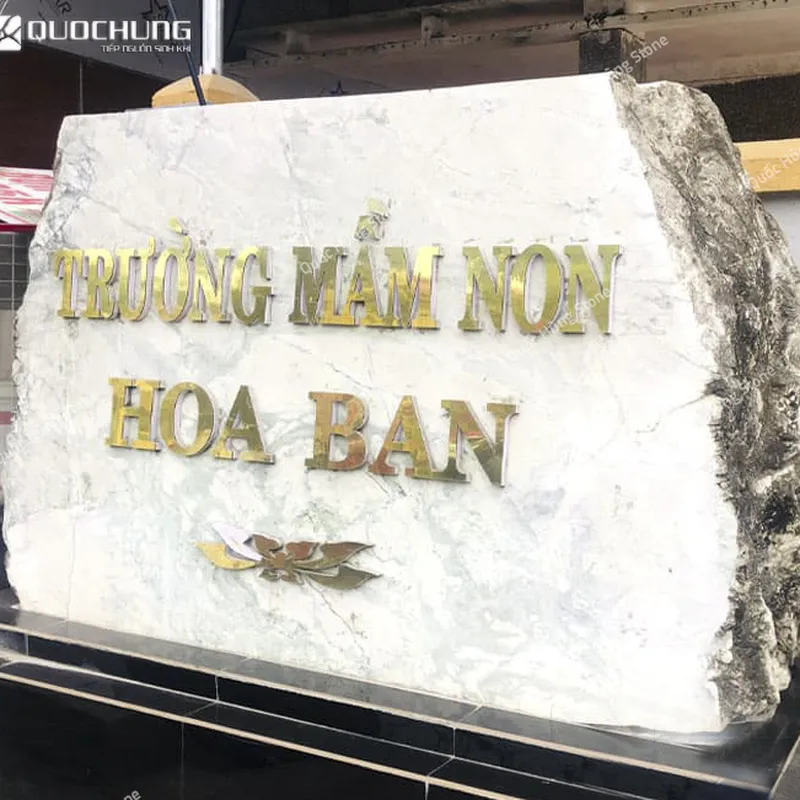 QUOCHUNG
TIẾP NGUỒN SINH KHÍ
TRƯỜNG MẦM NON
HOA BAN